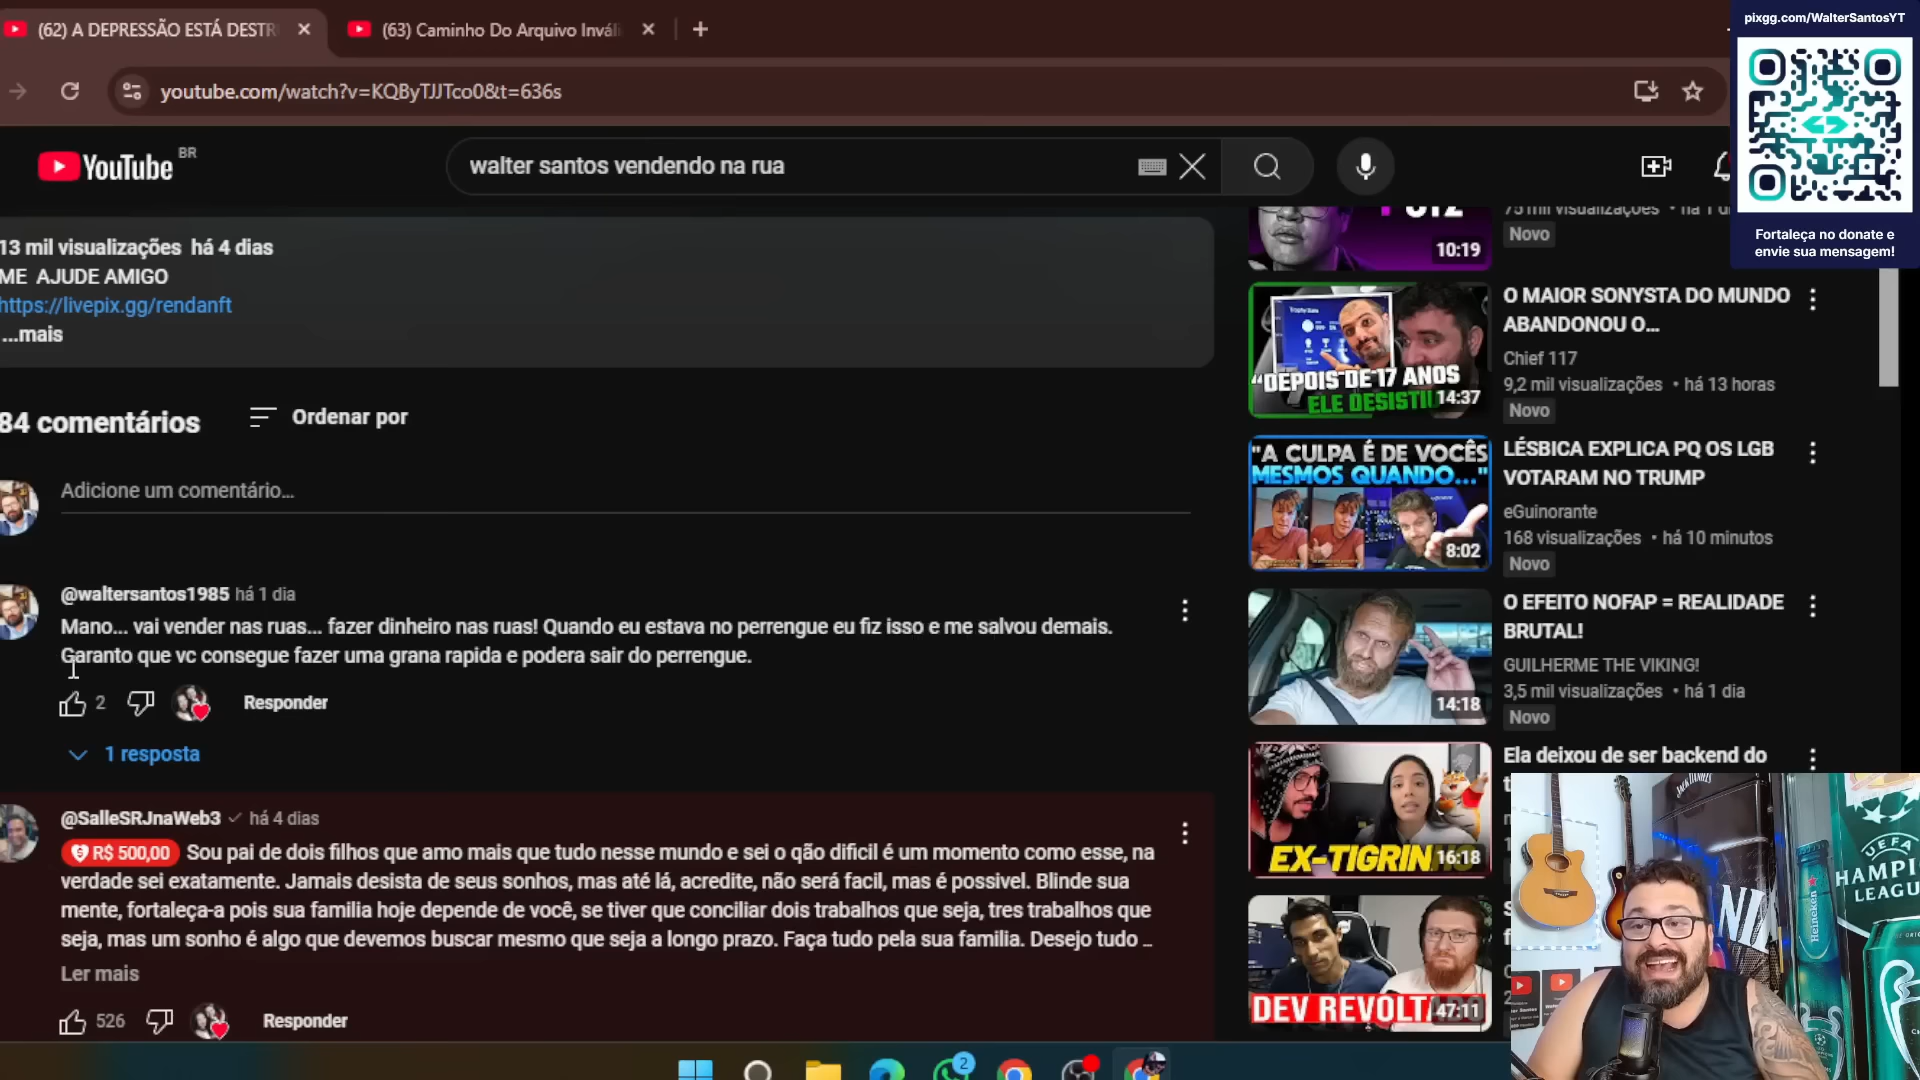 (62) A DEPRESSÃO ESTÁ DESTR
(63) Caminho Do Arquivo Invál
pixgg.com/WalterSantosYT
youtube.com/watch?v=KQByTJJTco0&t=636s
YouTube BR
walter santos vendendo na rua
Fortaleça no donate e
envie sua mensagem!
13 mil visualizações há 4 dias
ME AJUDE AMIGO
https://livepix.gg/rendanft
...mais
84 comentários
Ordenar por
Adicione um comentário...
@waltersantos1985 há 1 dia
Mano... vai vender nas ruas... fazer dinheiro nas ruas! Quando eu estava no perrengue eu fiz isso e me salvou demais.
Garanto que vc consegue fazer uma grana rapida e podera sair do perrengue.
2
Responder
1 resposta
@SalleSRJnaWeb3 há 4 dias
R$ 500,00 Sou pai de dois filhos que amo mais que tudo nesse mundo e sei o qão dificil é um momento como esse, na
verdade sei exatamente. Jamais desista de seus sonhos, mas até lá, acredite, não será facil, mas é possivel. Blinde sua
mente, fortaleça-a pois sua familia hoje depende de você, se tiver que conciliar dois trabalhos que seja, tres trabalhos que
seja, mas um sonho é algo que devemos buscar mesmo que seja a longo prazo. Faça tudo pela sua familia. Desejo tudo ...
Ler mais
526
Responder
10:19
75 mil visualizações
Novo
"DEPOIS DE 17 ANOS
ELE DESISTIU
14:37
O MAIOR SONYSTA DO MUNDO
ABANDONOU O...
Chief 117
9,2 mil visualizações • há 13 horas
Novo
"A CULPA É DE VOCÊS
MESMOS QUANDO..."
8:02
LÉSBICA EXPLICA PQ OS LGB
VOTARAM NO TRUMP
eGuinorante
168 visualizações • há 10 minutos
Novo
14:18
O EFEITO NOFAP = REALIDADE
BRUTAL!
GUILHERME THE VIKING!
3,5 mil visualizações • há 1 dia
Novo
EX-TIGRIN
16:18
Ela deixou de ser backend do
DEV REVOLTADO
47:11
JACK DANIEL'S
Heineken
UEFA
CHAMPIONS
LEAGUE
2